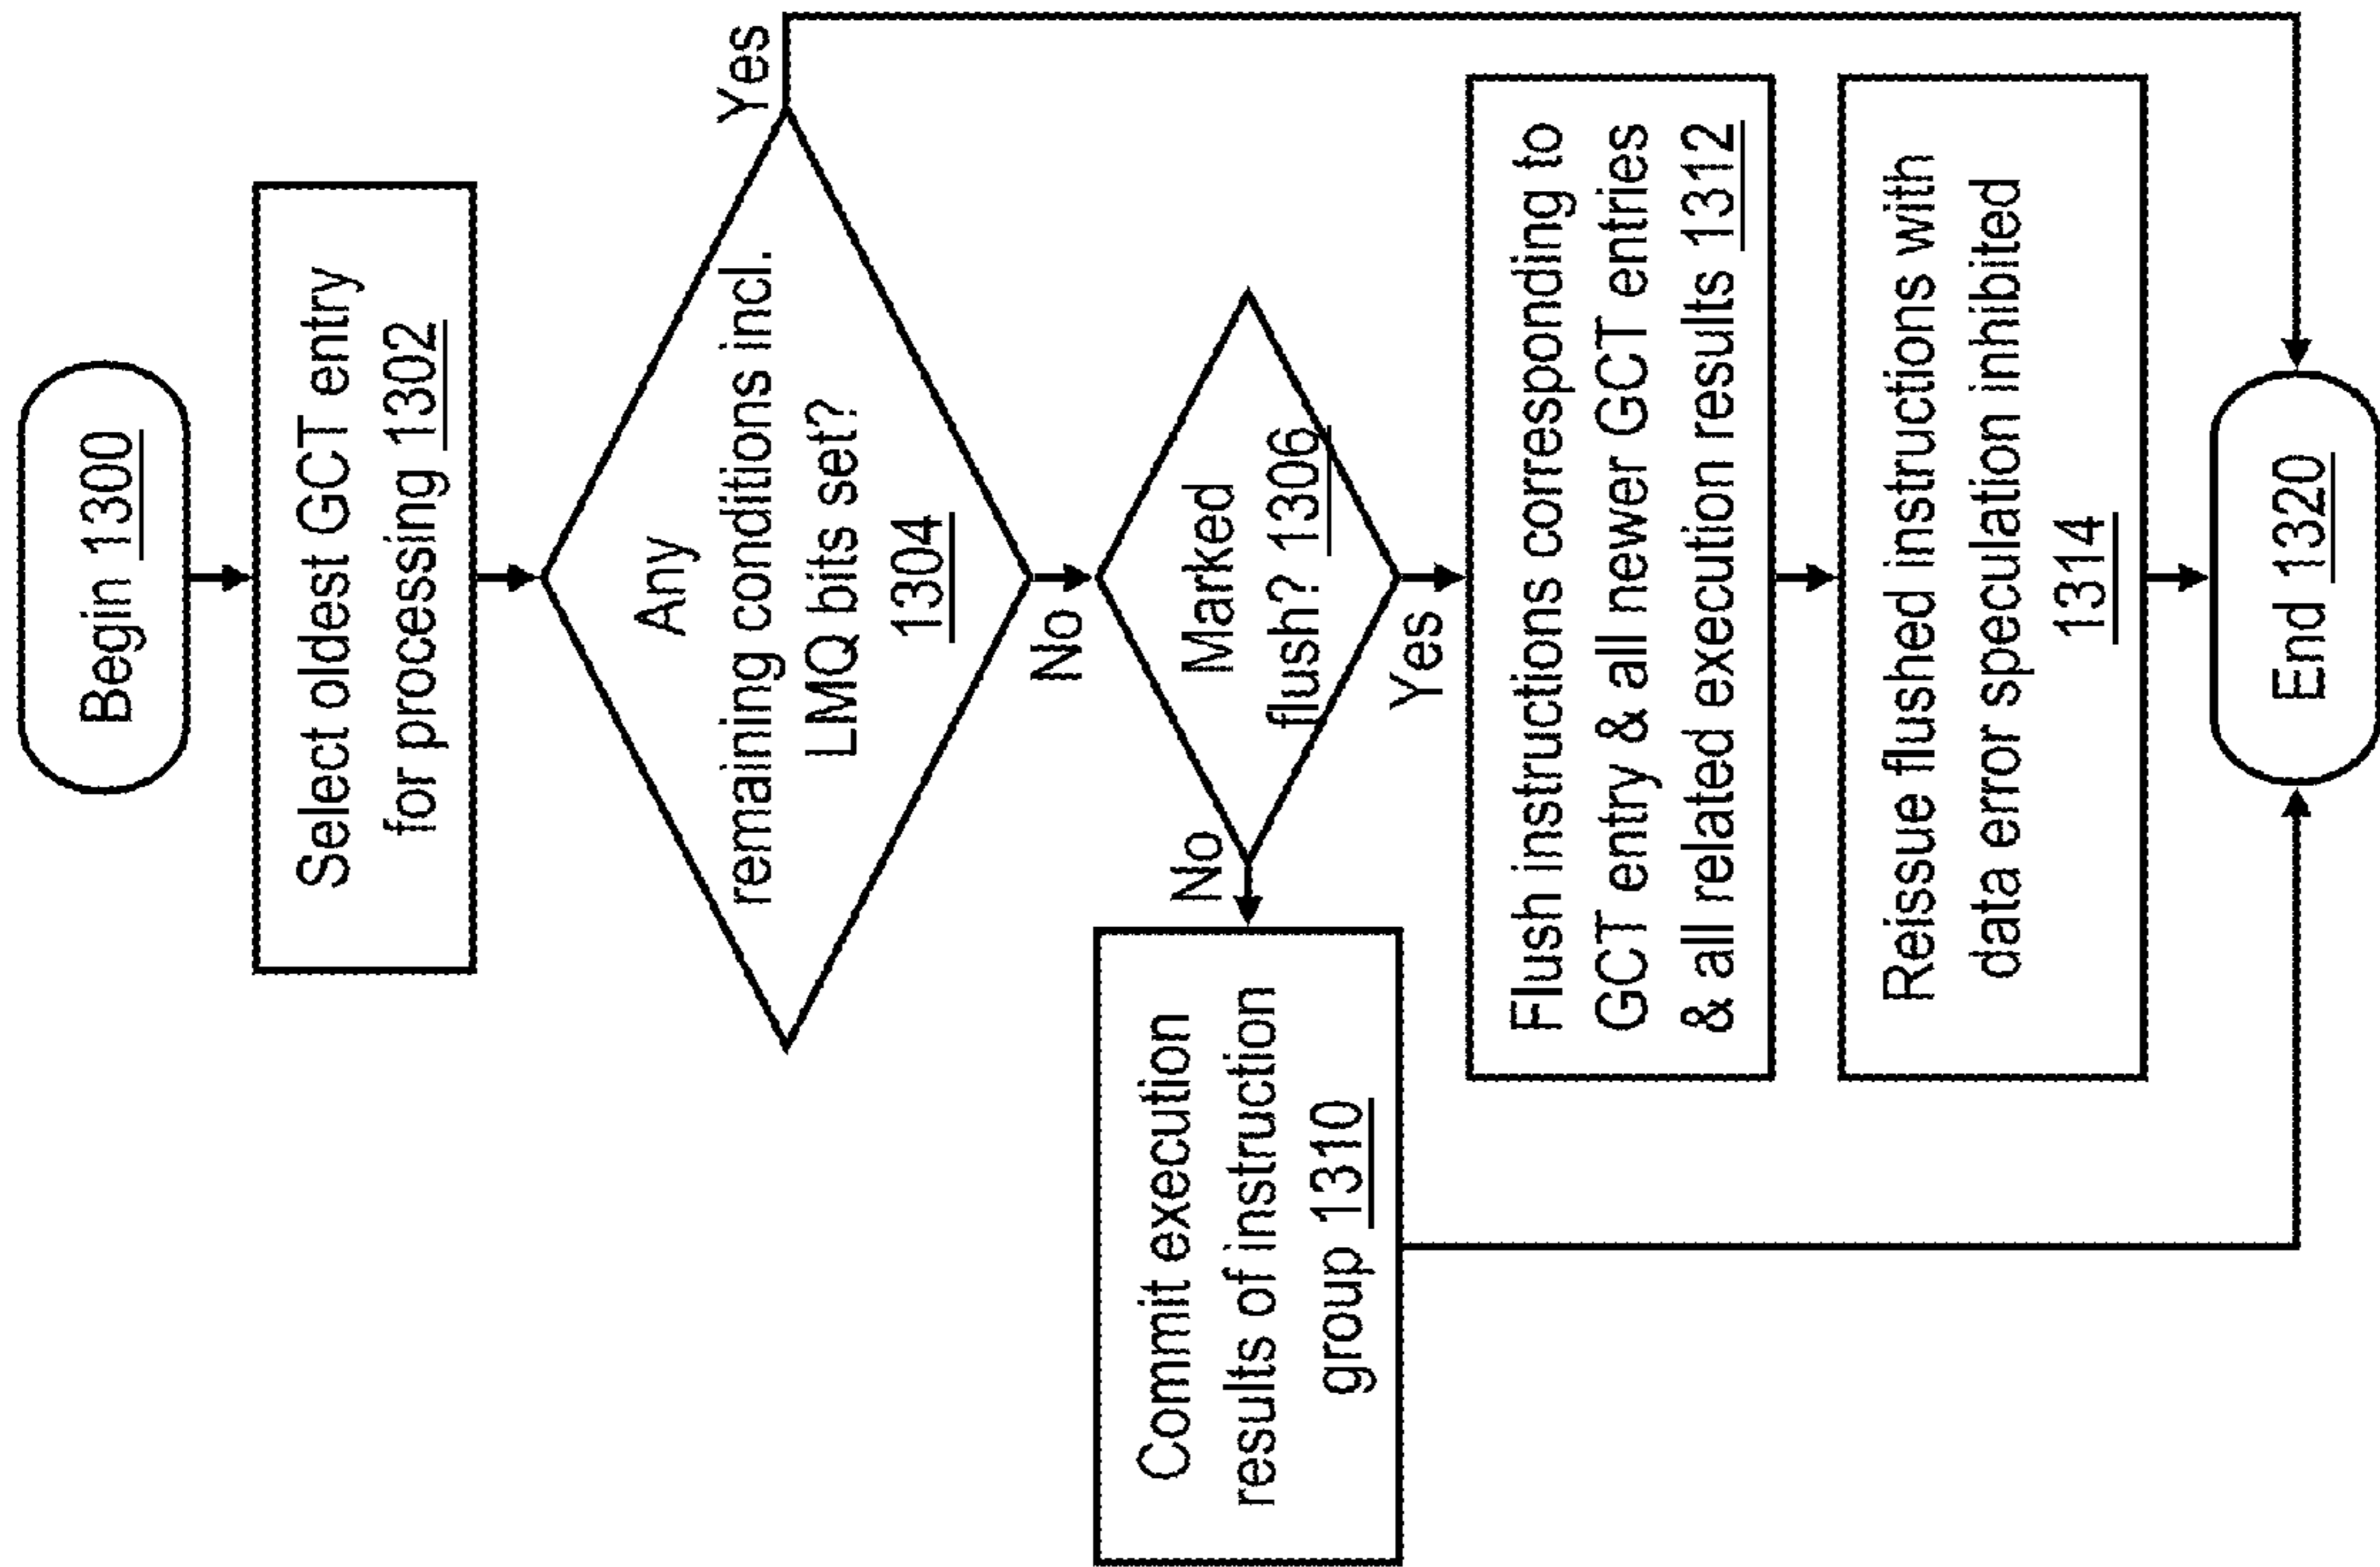 Begin 1300
Select oldest GCT entry
for processing 1302
Any
remaining conditions incl.
LMQ bits set?
1304
Yes
No
Marked
flush? 1306
No
Yes
Commit execution
results of instruction
group 1310
Flush instructions corresponding to
GCT entry & all newer GCT entries
& all related execution results 1312
Reissue flushed instructions with
data error speculation inhibited
1314
End 1320